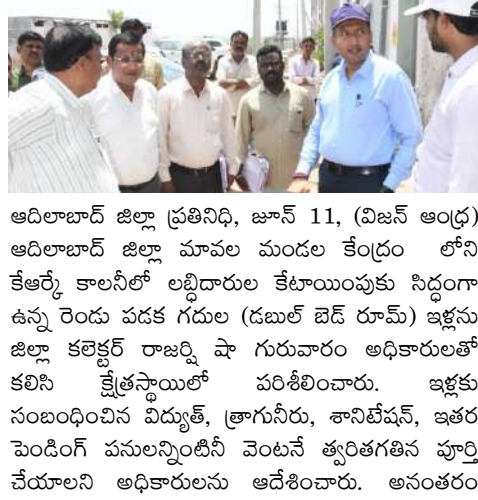 ఆదిలాబాద్ జిల్లా ప్రతినిధి, జూన్ 11, (విజన్ ఆంధ్ర)
ఆదిలాబాద్ జిల్లా మావల మండల కేంద్రం లోని
కేఆర్కే కాలనీలో లబ్ధిదారుల కేటాయింపుకు సిద్ధంగా
ఉన్న రెండు పడక గదుల (డబుల్ బెడ్ రూమ్) ఇళ్లను
జిల్లా కలెక్టర్ రాజర్షి షా గురువారం అధికారులతో
కలిసి క్షేత్రస్థాయిలో పరిశీలించారు. ఇళ్లకు
సంబంధించిన విద్యుత్, త్రాగునీరు, శానిటేషన్, ఇతర
పెండింగ్ పనులన్నింటినీ వెంటనే త్వరితగతిన పూర్తి
చేయాలని అధికారులను ఆదేశించారు. అనంతరం